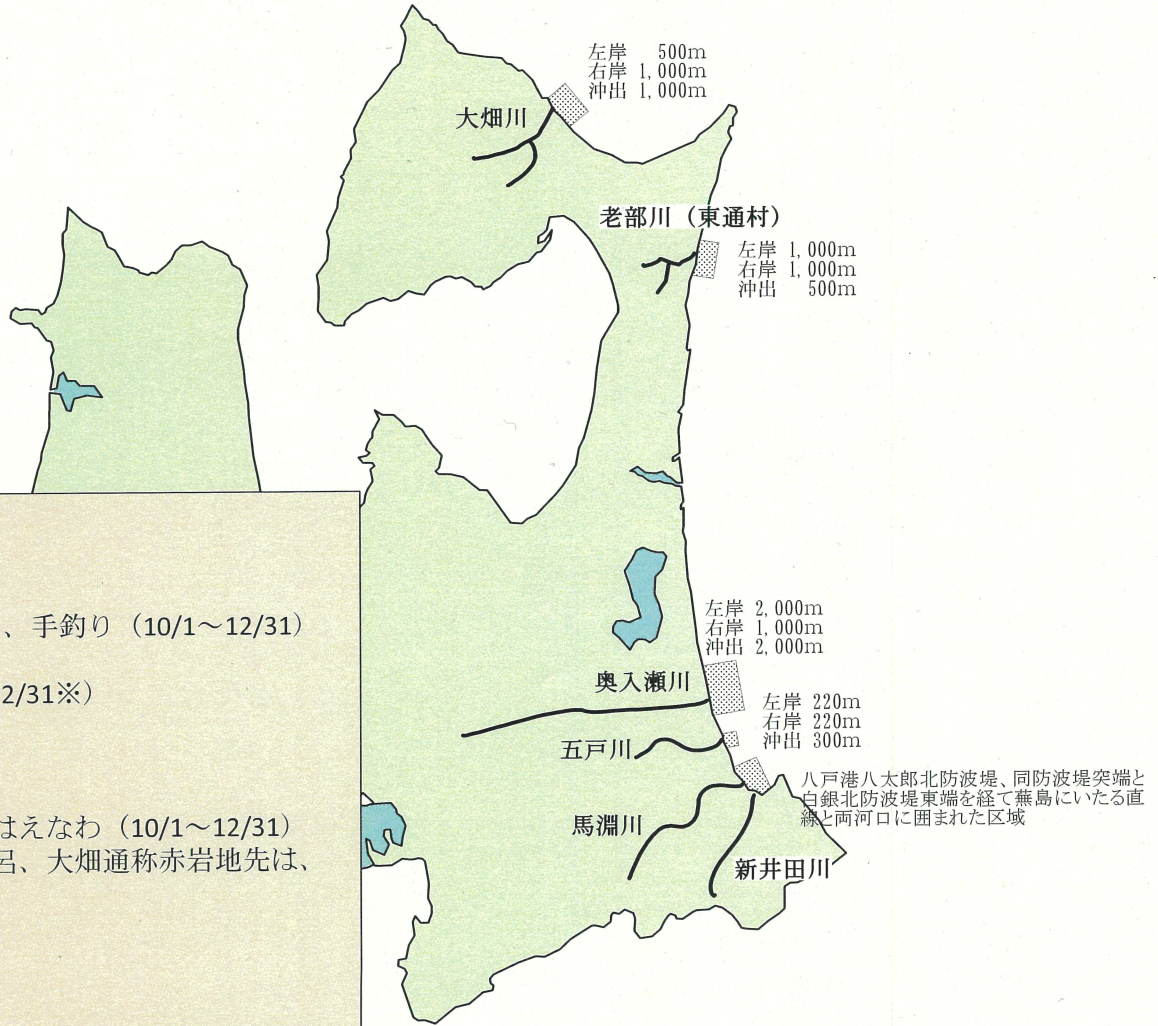 左岸 500m
右岸 1,000m
沖出 1,000m
大畑川
老部川（東通村）
左岸 1,000m
右岸 1,000m
沖出 500m
左岸 2,000m
右岸 1,000m
沖出 2,000m
奥入瀬川
左岸 220m
右岸 220m
沖出 300m
五戸川
八戸港八太郎北防波堤、同防波堤突端と
白銀北防波堤東端を経て蕪島にいたる直
線と両河口に囲まれた区域
馬淵川
新井田川
、手釣り（10/1～12/31）
2/31※）
はえなわ（10/1～12/31）
呂、大畑通称赤岩地先は、